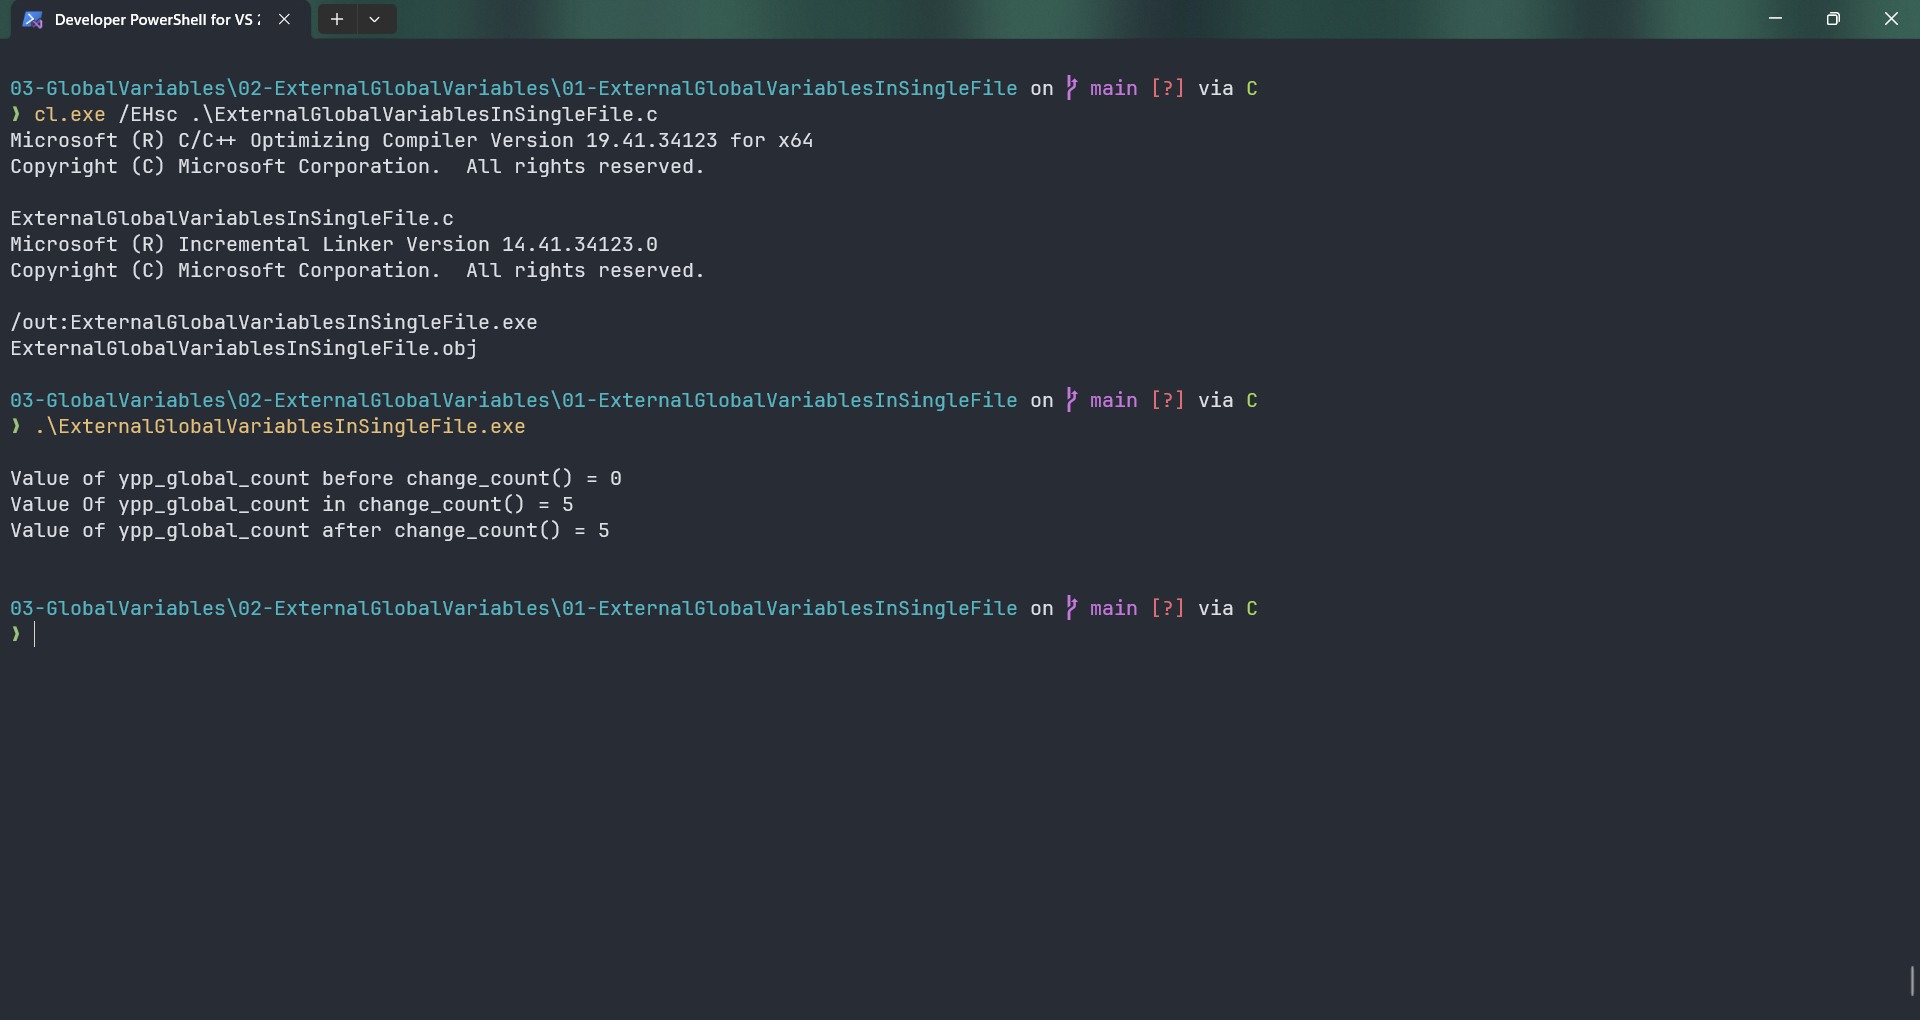 Developer PowerShell for VS 2
03-GlobalVariables\02-ExternalGlobalVariables\01-ExternalGlobalVariablesInSingleFile on main [?] via C
❯ cl.exe /EHsc .\ExternalGlobalVariablesInSingleFile.c
Microsoft (R) C/C++ Optimizing Compiler Version 19.41.34123 for x64
Copyright (C) Microsoft Corporation.  All rights reserved.
ExternalGlobalVariablesInSingleFile.c
Microsoft (R) Incremental Linker Version 14.41.34123.0
Copyright (C) Microsoft Corporation.  All rights reserved.
/out:ExternalGlobalVariablesInSingleFile.exe
ExternalGlobalVariablesInSingleFile.obj
03-GlobalVariables\02-ExternalGlobalVariables\01-ExternalGlobalVariablesInSingleFile on main [?] via C
❯ .\ExternalGlobalVariablesInSingleFile.exe
Value of ypp_global_count before change_count() = 0
Value Of ypp_global_count in change_count() = 5
Value of ypp_global_count after change_count() = 5
03-GlobalVariables\02-ExternalGlobalVariables\01-ExternalGlobalVariablesInSingleFile on main [?] via C
❯